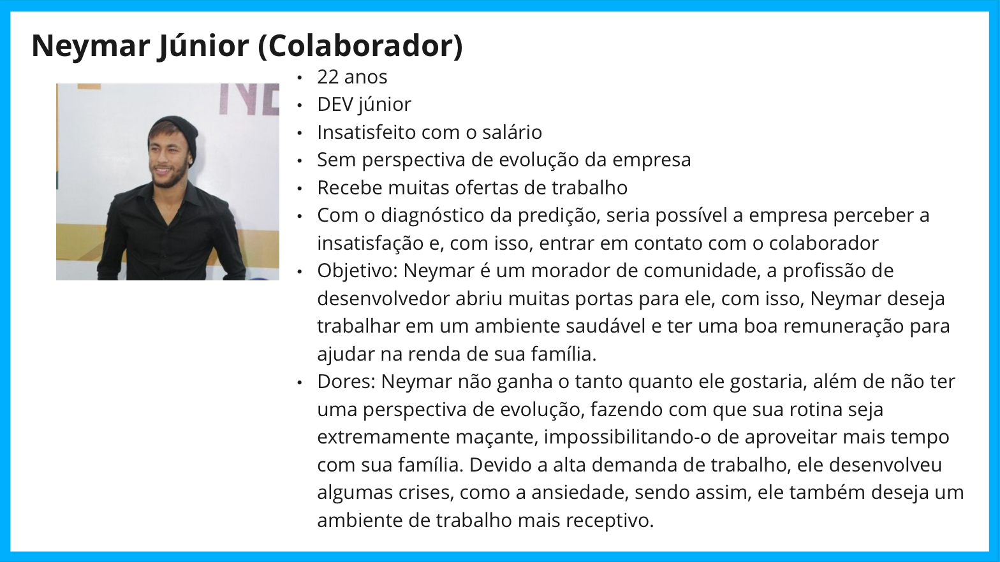 Neymar Júnior (Colaborador)
NE
• 22 anos
• DEV júnior
• Insatisfeito com o salário
• Sem perspectiva de evolução da empresa
• Recebe muitas ofertas de trabalho
• Com o diagnóstico da predição, seria possível a empresa perceber a
insatisfação e, com isso, entrar em contato com o colaborador
• Objetivo: Neymar é um morador de comunidade, a profissão de
desenvolvedor abriu muitas portas para ele, com isso, Neymar deseja
trabalhar em um ambiente saudável e ter uma boa remuneração para
ajudar na renda de sua família.
• Dores: Neymar não ganha o tanto quanto ele gostaria, além de não ter
uma perspectiva de evolução, fazendo com que sua rotina seja
extremamente maçante, impossibilitando-o de aproveitar mais tempo
com sua família. Devido a alta demanda de trabalho, ele desenvolveu
algumas crises, como a ansiedade, sendo assim, ele também deseja um
ambiente de trabalho mais receptivo.